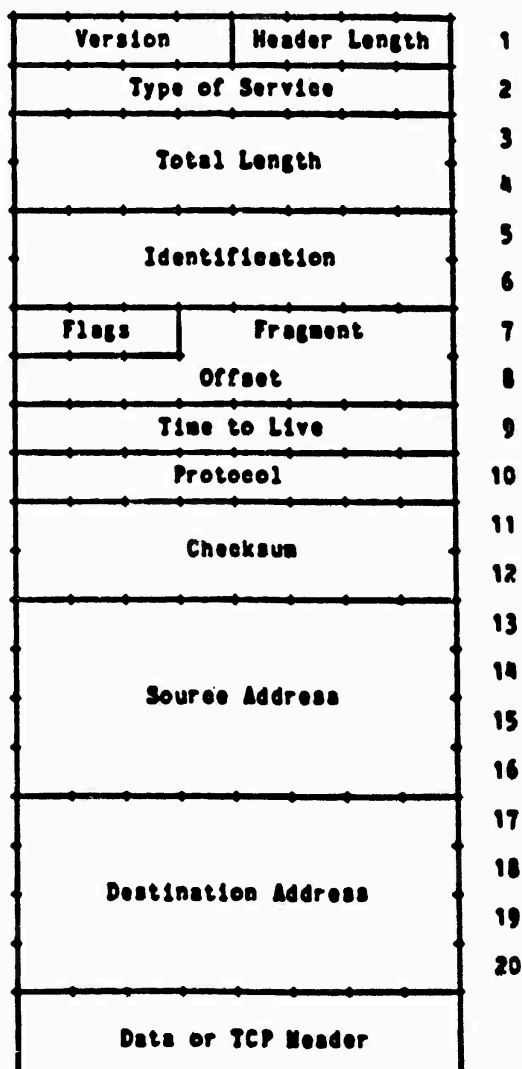 Version Header Length 1
Type of Service 2
3
Total Length
4
5
Identification
6
Flags Fragment 7
Offset 8
Time to Live 9
Protocol 10
11
Checksum
12
13
14
Source Address
15
16
17
18
Destination Address
19
20
Data or TCP Header